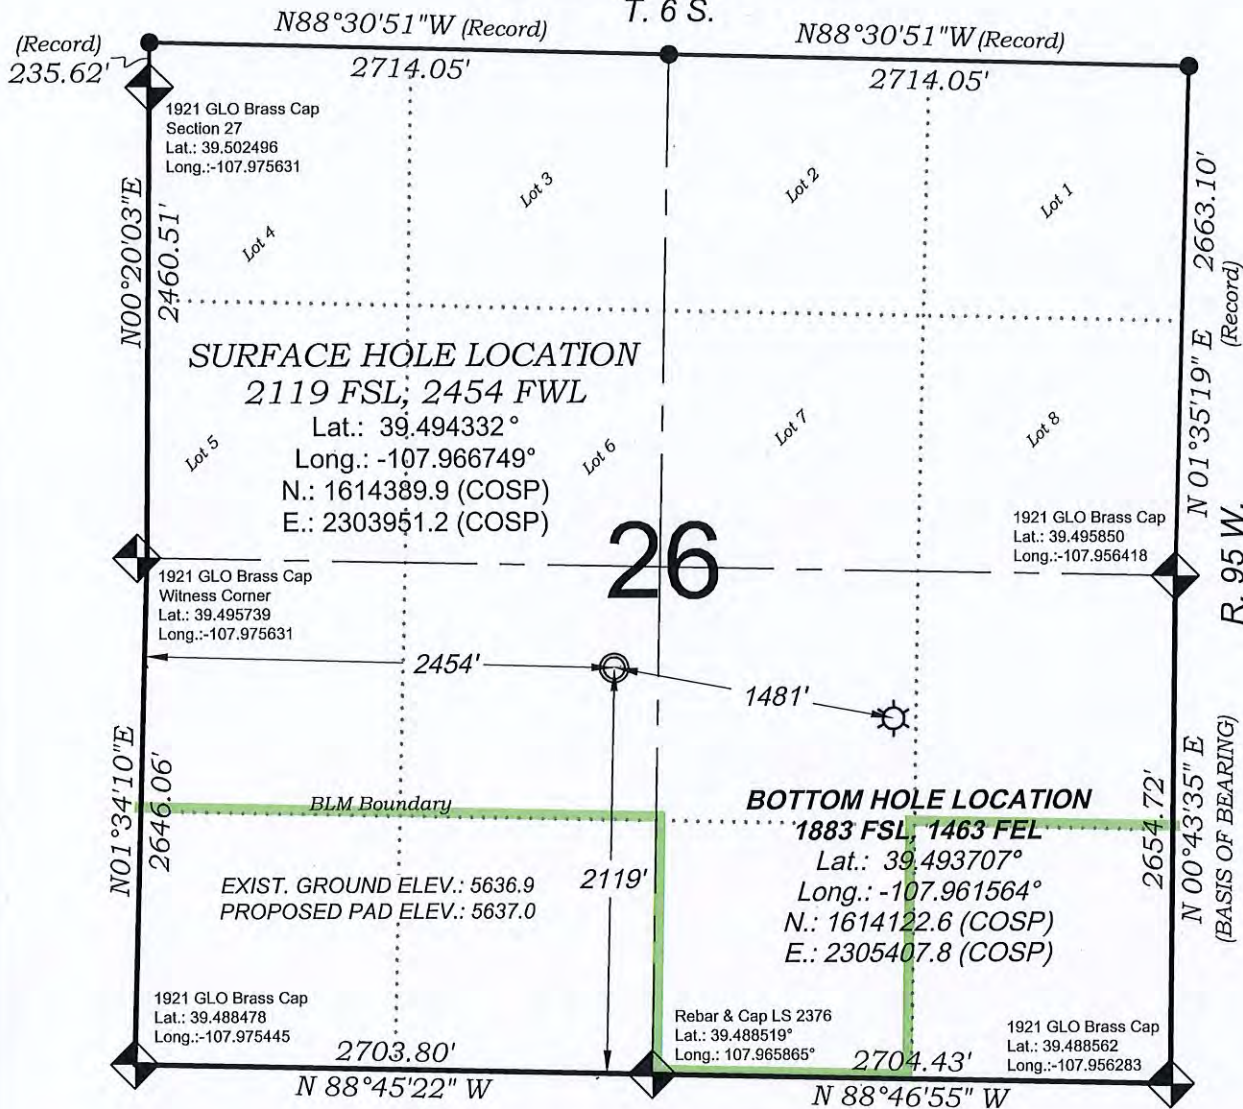 T. 6 S.
N88°30'51"W (Record)
N88°30'51"W (Record)
(Record)
235.62'
2714.05'
2714.05'
1921 GLO Brass Cap
Section 27
Lat.: 39.502496
Long.:-107.975631
Lot 4
Lot 3
Lot 2
Lot 1
N00°20'03"E
2460.51'
2663.10'
(Record)
N 01°35'19" E
SURFACE HOLE LOCATION
2119 FSL, 2454 FWL
Lat.: 39.494332°
Long.: -107.966749°
N.: 1614389.9 (COSP)
E.: 2303951.2 (COSP)
Lot 5
Lot 6
Lot 7
Lot 8
26
1921 GLO Brass Cap
Lat.: 39.495850
Long.:-107.956418
R. 95 W.
1921 GLO Brass Cap
Witness Corner
Lat.: 39.495739
Long.:-107.975631
2454'
1481'
N01°34'10"E
2646.06'
BLM Boundary
BOTTOM HOLE LOCATION
1883 FSL, 1463 FEL
Lat.: 39.493707°
Long.: -107.961564°
N.: 1614122.6 (COSP)
E.: 2305407.8 (COSP)
2654.72'
N 00°43'35" E
(BASIS OF BEARING)
EXIST. GROUND ELEV.: 5636.9
PROPOSED PAD ELEV.: 5637.0
2119'
1921 GLO Brass Cap
Lat.: 39.488478
Long.:-107.975445
Rebar & Cap LS 2376
Lat.: 39.488519°
Long.: 107.965865°
1921 GLO Brass Cap
Lat.: 39.488562
Long.:-107.956283
2703.80'
N 88°45'22" W
2704.43'
N 88°46'55" W